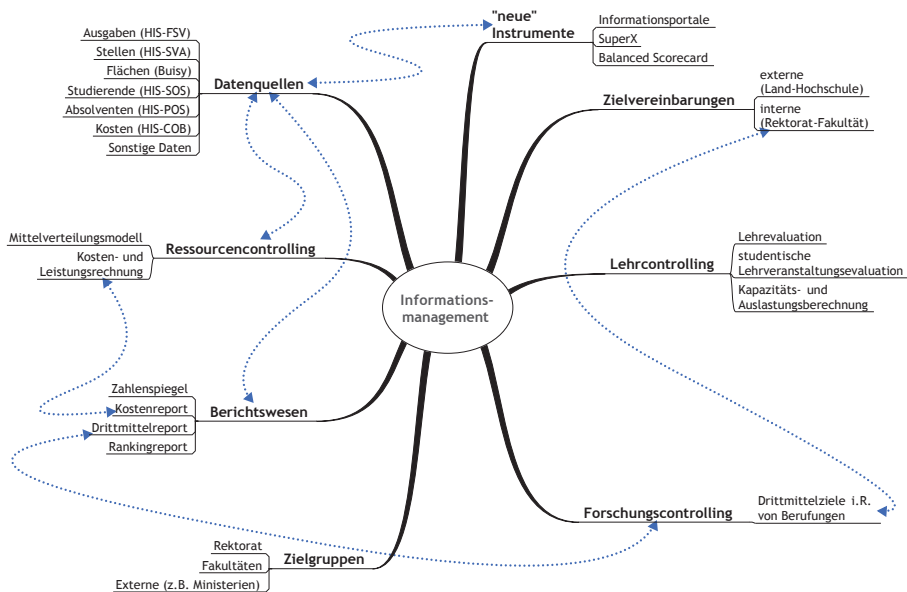 "neue"
Instrumente
Informationsportale
SuperX
Balanced Scorecard
Ausgaben (HIS-FSV)
Stellen (HIS-SVA)
Flächen (Buisy)
Studierende (HIS-SOS)
Absolventen (HIS-POS)
Kosten (HIS-COB)
Sonstige Daten
Datenquellen
Zielvereinbarungen
externe
(Land-Hochschule)
interne
(Rektorat-Fakultät)
Mittelverteilungsmodell
Kosten- und
Leistungsrechnung
Ressourcencontrolling
Lehrcontrolling
Lehrevaluation
studentische
Lehrveranstaltungsevaluation
Kapazitäts- und
Auslastungsberechnung
Informations-
management
Zahlenspiegel
Kostenreport
Drittmittelreport
Rankingreport
Berichtswesen
Forschungscontrolling
Drittmittelziele i.R.
von Berufungen
Rektorat
Fakultäten
Externe (z.B. Ministerien)
Zielgruppen